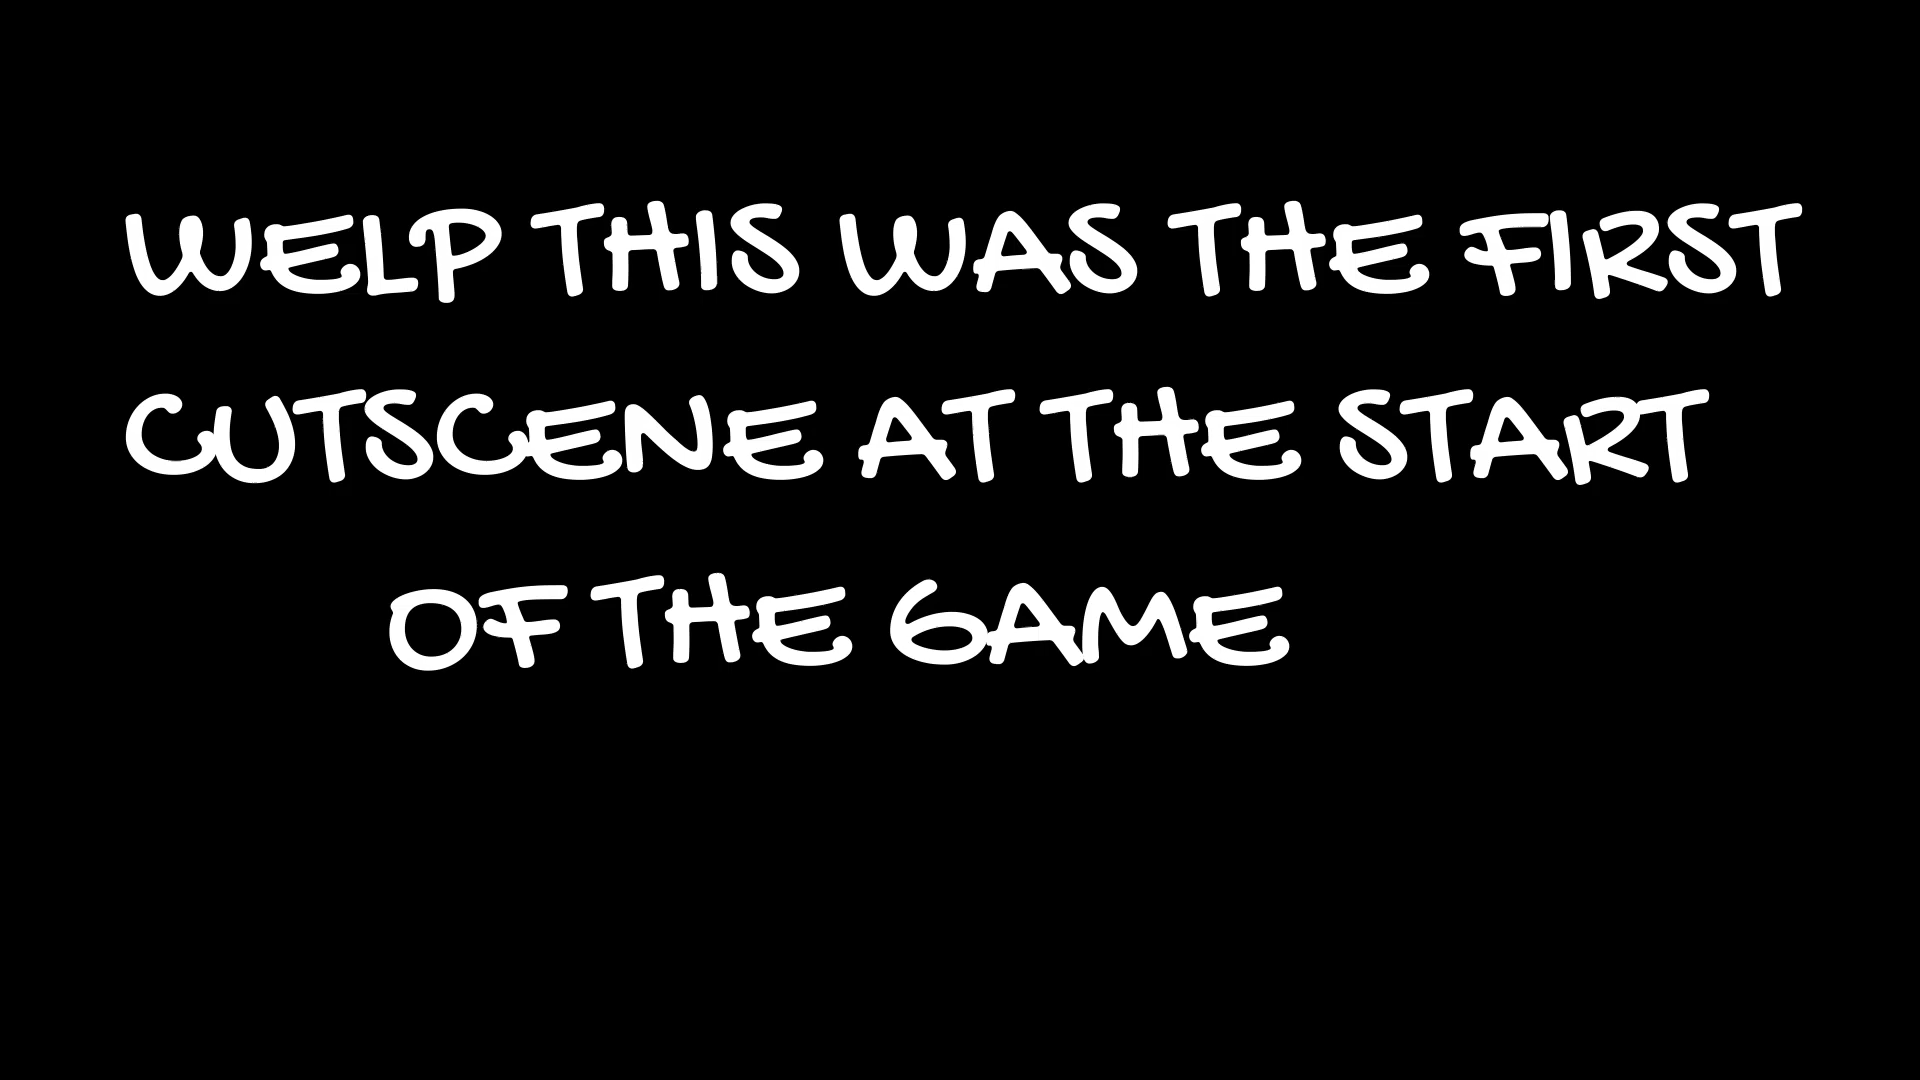 WELP THIS WAS THE FIRST
CUTSCENE AT THE START
OF THE GAME